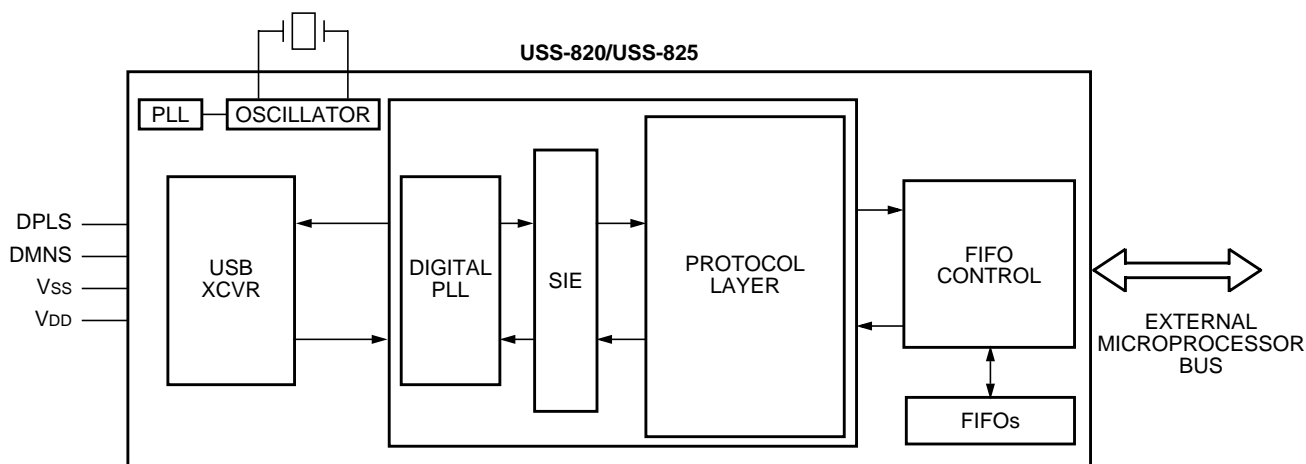 USS-820/USS-825
PLL
OSCILLATOR
DPLS
DMNS
VSS
VDD
USB
XCVR
DIGITAL
PLL
SIE
PROTOCOL
LAYER
FIFO
CONTROL
FIFOs
EXTERNAL
MICROPROCESSOR
BUS